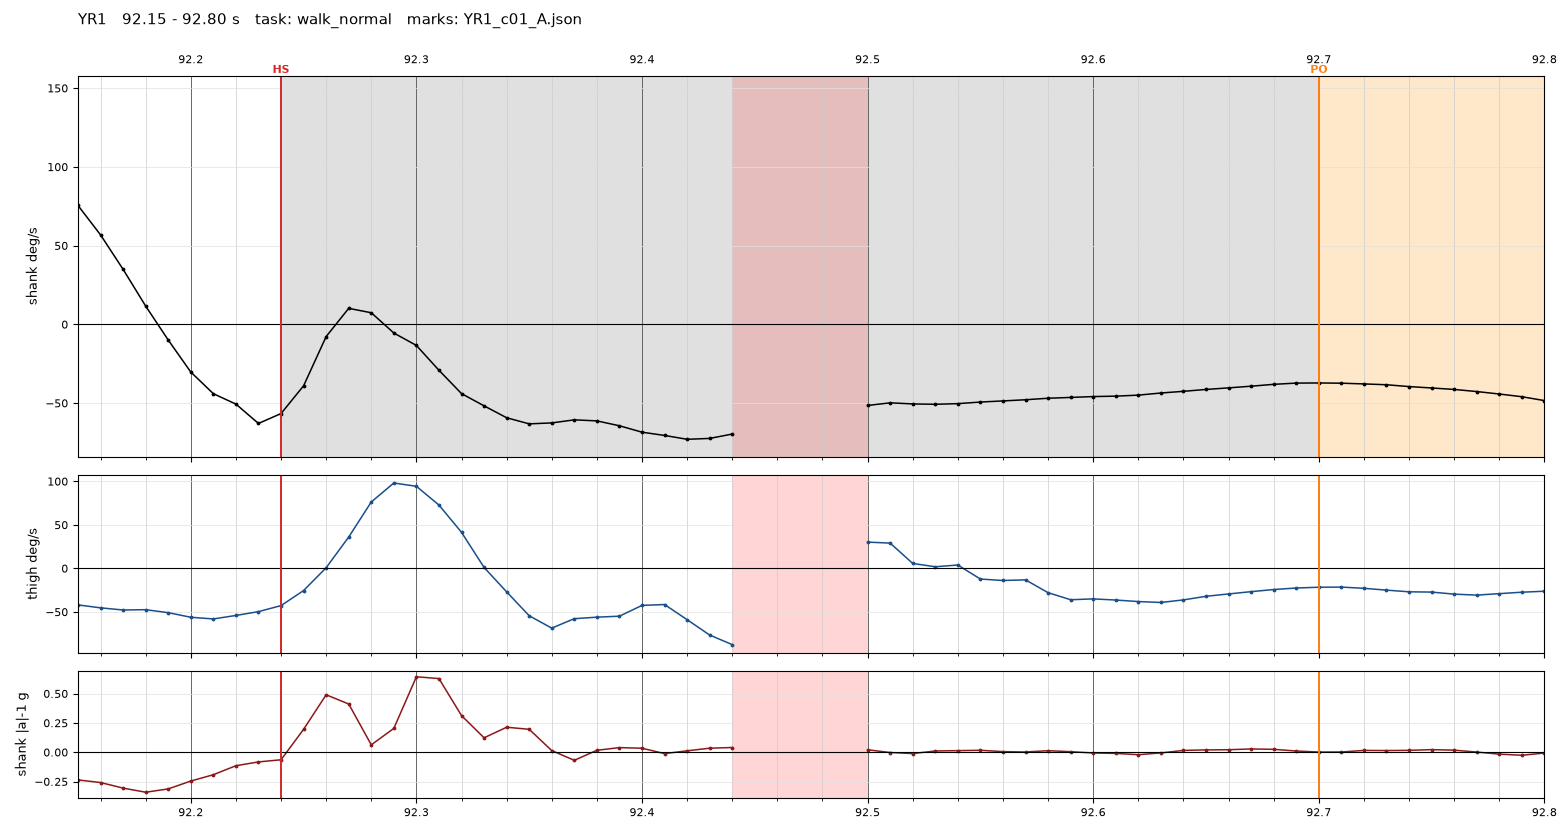 YR1   92.15 - 92.80 s   task: walk_normal   marks: YR1_c01_A.json
92.2 92.3 92.4 92.5 92.6 92.7 92.8
HS PO
150
100
50
0
−50
shank deg/s
100
50
0
−50
thigh deg/s
0.50
0.25
0.00
−0.25
shank |a|-1 g
92.2 92.3 92.4 92.5 92.6 92.7 92.8